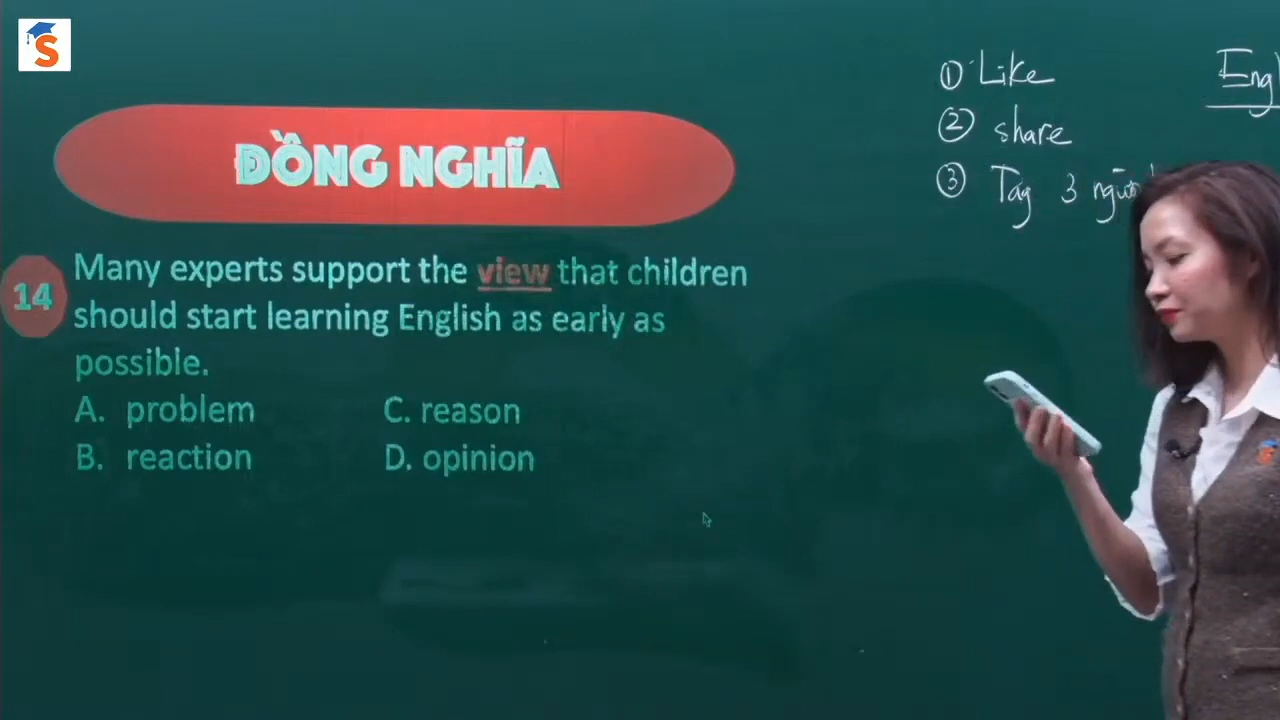 S
ĐỒNG NGHĨA
14
Many experts support the view that children
should start learning English as early as
possible.
A. problem
C. reason
B. reaction
D. opinion
① Like
② share
③ Tag 3